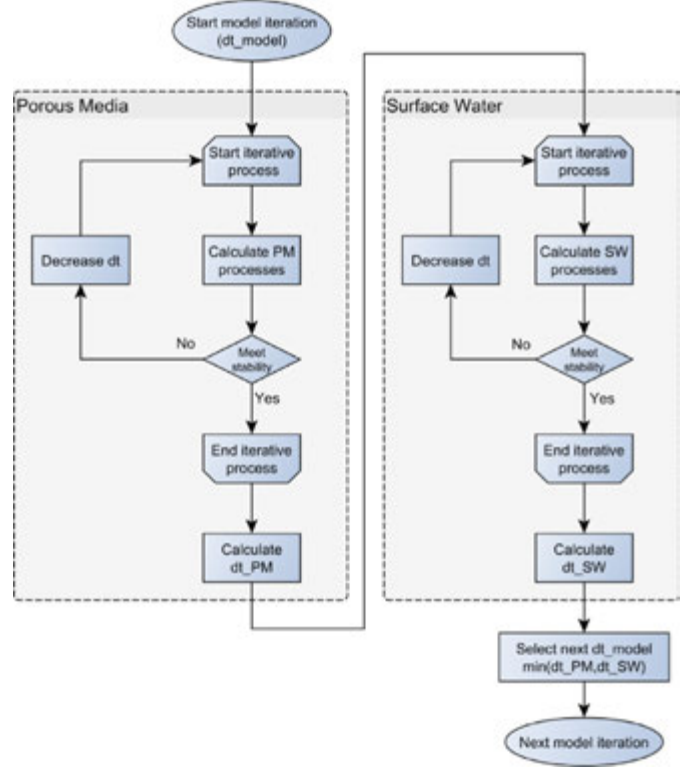 Start model iteration
(dt_model)
Porous Media
Start iterative
process
Decrease dt
Calculate PM
processes
No
Meet
stability
Yes
End iterative
process
Calculate
dt_PM
Surface Water
Start iterative
process
Decrease dt
Calculate SW
processes
No
Meet
stability
Yes
End iterative
process
Calculate
dt_SW
Select next dt_model
min(dt_PM,dt_SW)
Next model iteration